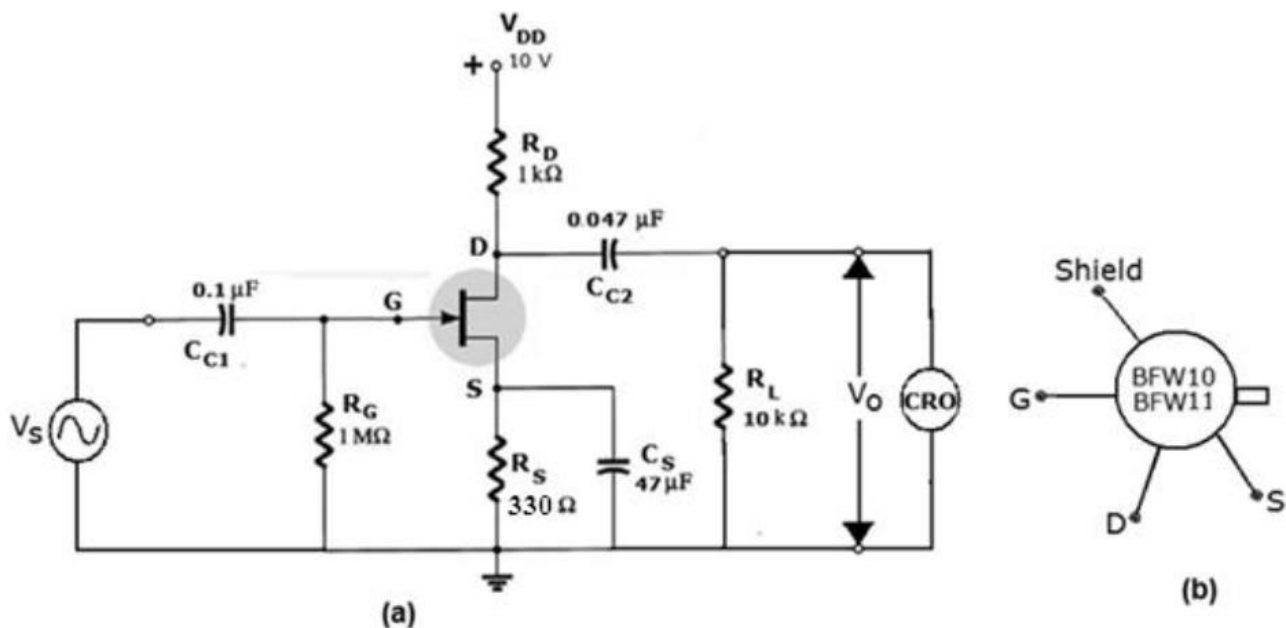 V_DD
+ 10 V
R_D
1 kΩ
0.047 µF
D
C_C2
0.1 µF
G
C_C1
S
R_L
10 kΩ
V_O
CRO
V_S
R_G
1 MΩ
R_S
330 Ω
C_S
47 µF
(a)
Shield
BFW10
BFW11
G
D
S
(b)